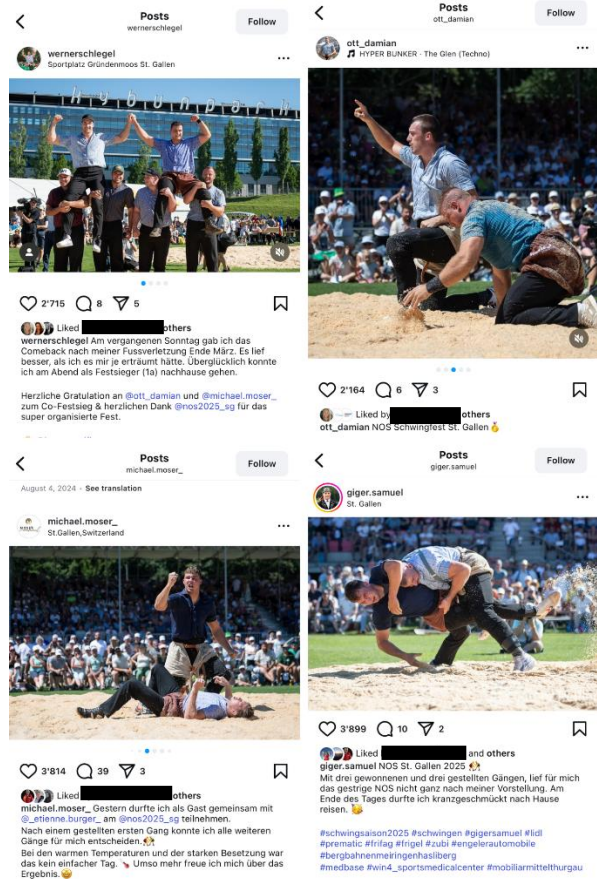 Posts
wernerschlegel
Follow
wernerschlegel
Sportplatz Gründenmoos St. Gallen
hybunpark
2'715 8 5
Liked others
wernerschlegel Am vergangenen Sonntag gab ich das
Comeback nach meiner Fussverletzung Ende März. Es lief
besser, als ich es mir je erträumt hätte. Überglücklich konnte
ich am Abend als Festsieger (1a) nachhause gehen.
Herzliche Gratulation an @ott_damian und @michael.moser_
zum Co-Festsieg & herzlichen Dank @nos2025_sg für das
super organisierte Fest.
Posts
ott_damian
Follow
ott_damian
HYPER BUNKER · The Glen (Techno)
2'164 6 3
Liked by others
ott_damian NOS Schwingfest St. Gallen🥇
Posts
michael.moser_
Follow
August 4, 2024 · See translation
michael.moser_
St.Gallen,Switzerland
3'814 39 3
Liked others
michael.moser_ Gestern durfte ich als Gast gemeinsam mit
@_etienne.burger_ am @nos2025_sg teilnehmen.
Nach einem gestellten ersten Gang konnte ich alle weiteren
Gänge für mich entscheiden.
Bei den warmen Temperaturen und der starken Besetzung war
das kein einfacher Tag. Umso mehr freue ich mich über das
Ergebnis.
Posts
giger.samuel
Follow
giger.samuel
St. Gallen
3'899 10 2
Liked and others
giger.samuel NOS St. Gallen 2025
Mit drei gewonnenen und drei gestellten Gängen, lief für mich
das gestrige NOS nicht ganz nach meiner Vorstellung. Am
Ende des Tages durfte ich kranzgeschmückt nach Hause
reisen.
#schwingsaison2025 #schwingen #gigersamuel #lidl
#prematic #frifag #frigel #zubi #engelerautomobile
#bergbahnenmeiringenhasliberg
#medbase #win4_sportsmedicalcenter #mobiliarmittelthurgau